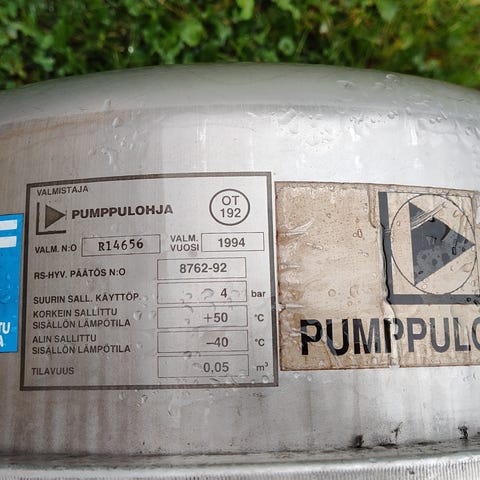 VALMISTAJA
PUMPPULOHJA
OT
192
VALM. N:O R14656 VALM. VUOSI 1994
RS-HYV. PÄÄTÖS N:O 8762-92
SUURIN SALL. KÄYTTÖP. 4 bar
KORKEIN SALLITTU
SISÄLLÖN LÄMPÖTILA +50 °C
ALIN SALLITTU
SISÄLLÖN LÄMPÖTILA –40 °C
TILAVUUS 0,05 m³
PUMPPULO
TU
A